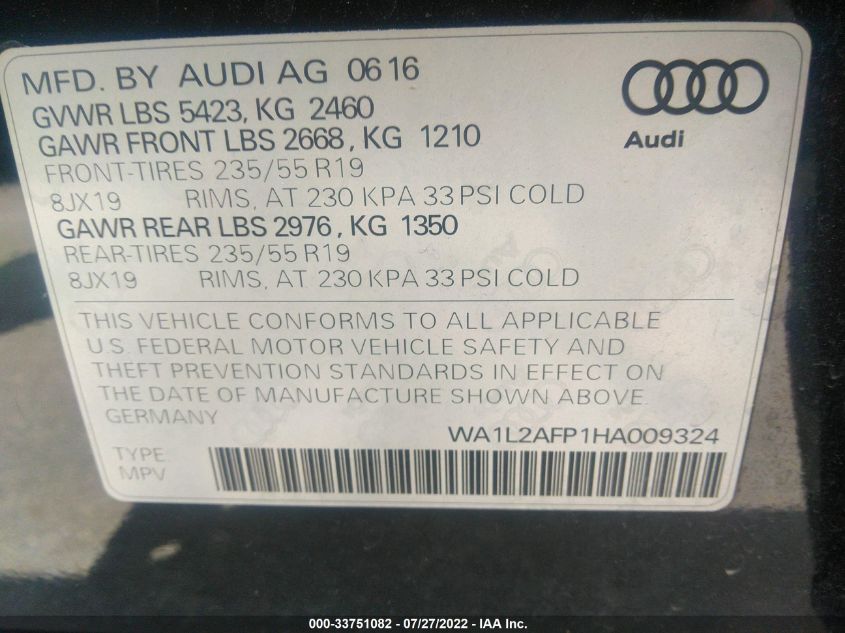 MFD. BY AUDI AG 0616
GVWR LBS 5423, KG 2460
GAWR FRONT LBS 2668, KG 1210
FRONT-TIRES 235/55 R19
8JX19 RIMS, AT 230 KPA 33 PSI COLD
GAWR REAR LBS 2976, KG 1350
REAR-TIRES 235/55 R19
8JX19 RIMS, AT 230 KPA 33 PSI COLD
Audi
THIS VEHICLE CONFORMS TO ALL APPLICABLE
U.S. FEDERAL MOTOR VEHICLE SAFETY AND
THEFT PREVENTION STANDARDS IN EFFECT ON
THE DATE OF MANUFACTURE SHOWN ABOVE.
GERMANY
WA1L2AFP1HA009324
TYPE:
MPV
000-33751082 - 07/27/2022 - IAA Inc.